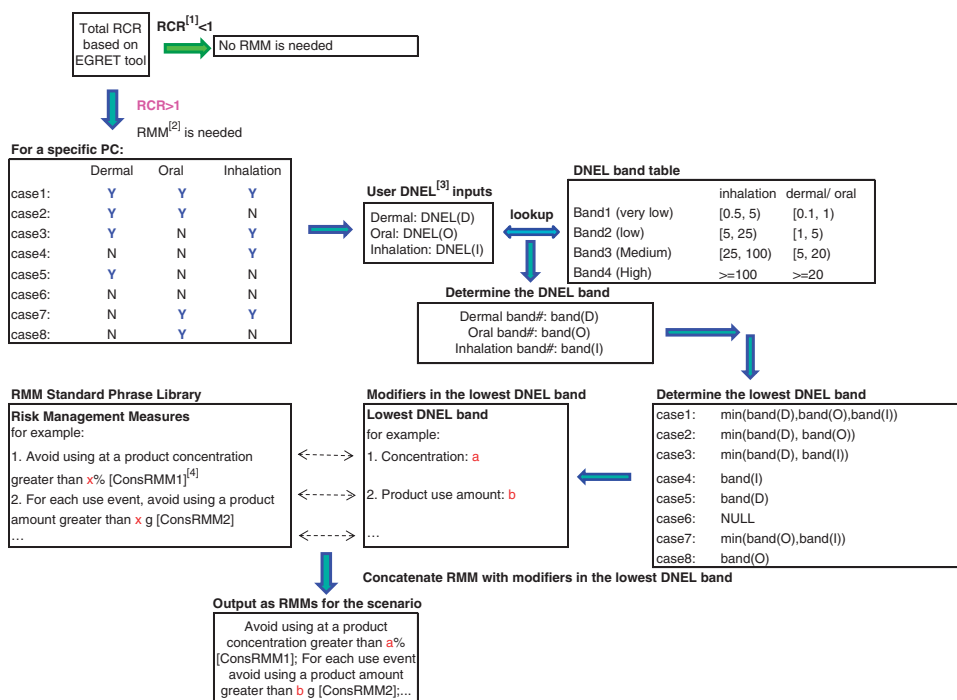 Total RCR
based on
EGRET tool
RCR[1]<1
No RMM is needed
RCR>1
RMM[2] is needed
For a specific PC:
Dermal Oral Inhalation
case1: Y Y Y
case2: Y Y N
case3: Y N Y
case4: N N Y
case5: Y N N
case6: N N N
case7: N Y Y
case8: N Y N
User DNEL[3] inputs
Dermal: DNEL(D)
Oral: DNEL(O)
Inhalation: DNEL(I)
lookup
DNEL band table
inhalation dermal/ oral
Band1 (very low) [0.5, 5) [0.1, 1)
Band2 (low) [5, 25) [1, 5)
Band3 (Medium) [25, 100) [5, 20)
Band4 (High) >=100 >=20
Determine the DNEL band
Dermal band#: band(D)
Oral band#: band(O)
Inhalation band#: band(I)
Determine the lowest DNEL band
case1: min(band(D),band(O),band(I))
case2: min(band(D), band(O))
case3: min(band(D), band(I))
case4: band(I)
case5: band(D)
case6: NULL
case7: min(band(O),band(I))
case8: band(O)
Modifiers in the lowest DNEL band
Lowest DNEL band
for example:
1. Concentration: a
2. Product use amount: b
...
RMM Standard Phrase Library
Risk Management Measures
for example:
1. Avoid using at a product concentration
greater than x% [ConsRMM1][4]
2. For each use event, avoid using a product
amount greater than x g [ConsRMM2]
...
Concatenate RMM with modifiers in the lowest DNEL band
Output as RMMs for the scenario
Avoid using at a product
concentration greater than a%
[ConsRMM1]; For each use event
avoid using a product amount
greater than b g [ConsRMM2];...